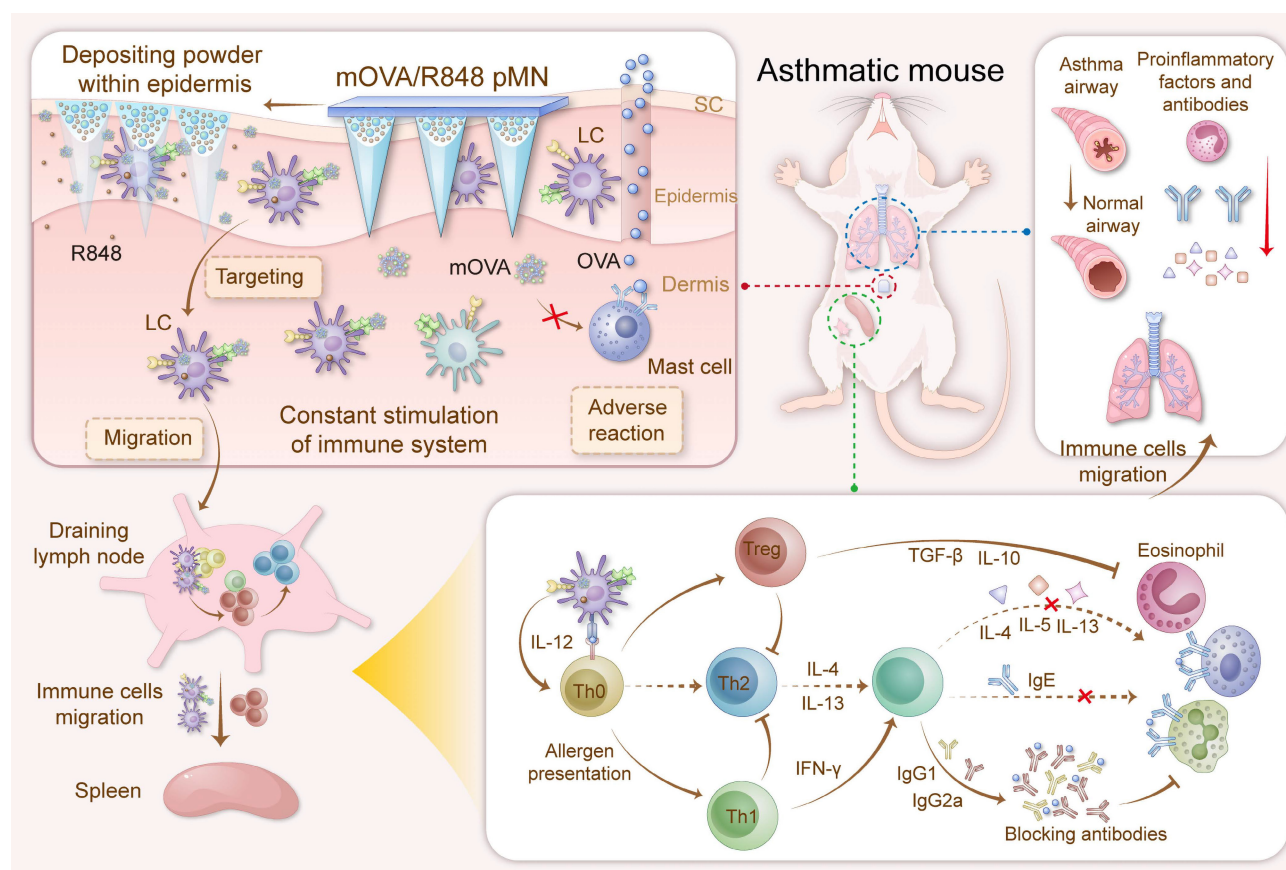 Depositing powder
within epidermis
mOVA/R848 pMN
SC
LC
Epidermis
R848
Targeting
mOVA
OVA
Dermis
LC
Mast cell
Constant stimulation
of immune system
Adverse
reaction
Migration
Asthmatic mouse
Asthma
airway
Proinflammatory
factors and
antibodies
Normal
airway
Immune cells
migration
Draining
lymph node
Immune cells
migration
Spleen
Treg
TGF-β
IL-10
Eosinophil
IL-12
IL-4
IL-5
IL-13
Th0
Th2
IL-4
IL-13
IgE
Allergen
presentation
IFN-γ
IgG1
IgG2a
Th1
Blocking antibodies